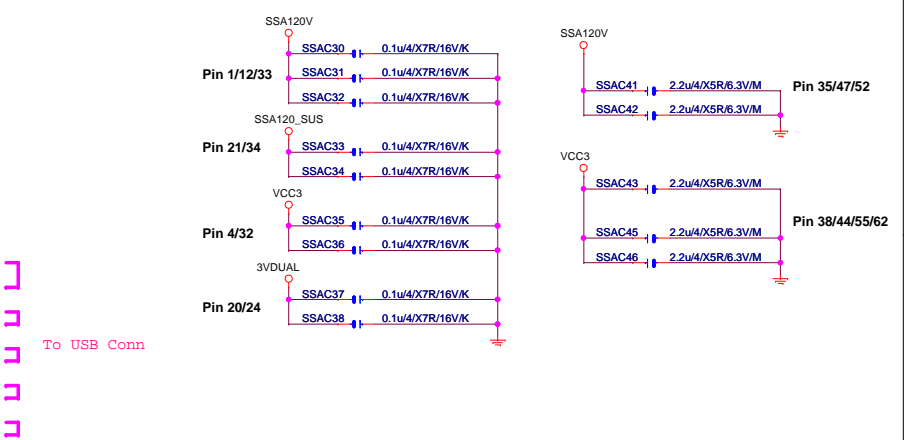 SSA120V
SSAC30 0.1u/4/X7R/16V/K
Pin 1/12/33
SSAC31 0.1u/4/X7R/16V/K
SSAC32 0.1u/4/X7R/16V/K
SSA120_SUS
Pin 21/34
SSAC33 0.1u/4/X7R/16V/K
SSAC34 0.1u/4/X7R/16V/K
VCC3
Pin 4/32
SSAC35 0.1u/4/X7R/16V/K
SSAC36 0.1u/4/X7R/16V/K
3VDUAL
Pin 20/24
SSAC37 0.1u/4/X7R/16V/K
SSAC38 0.1u/4/X7R/16V/K
To USB Conn
SSA120V
SSAC41 2.2u/4/X5R/6.3V/M
Pin 35/47/52
SSAC42 2.2u/4/X5R/6.3V/M
VCC3
SSAC43 2.2u/4/X5R/6.3V/M
Pin 38/44/55/62
SSAC45 2.2u/4/X5R/6.3V/M
SSAC46 2.2u/4/X5R/6.3V/M